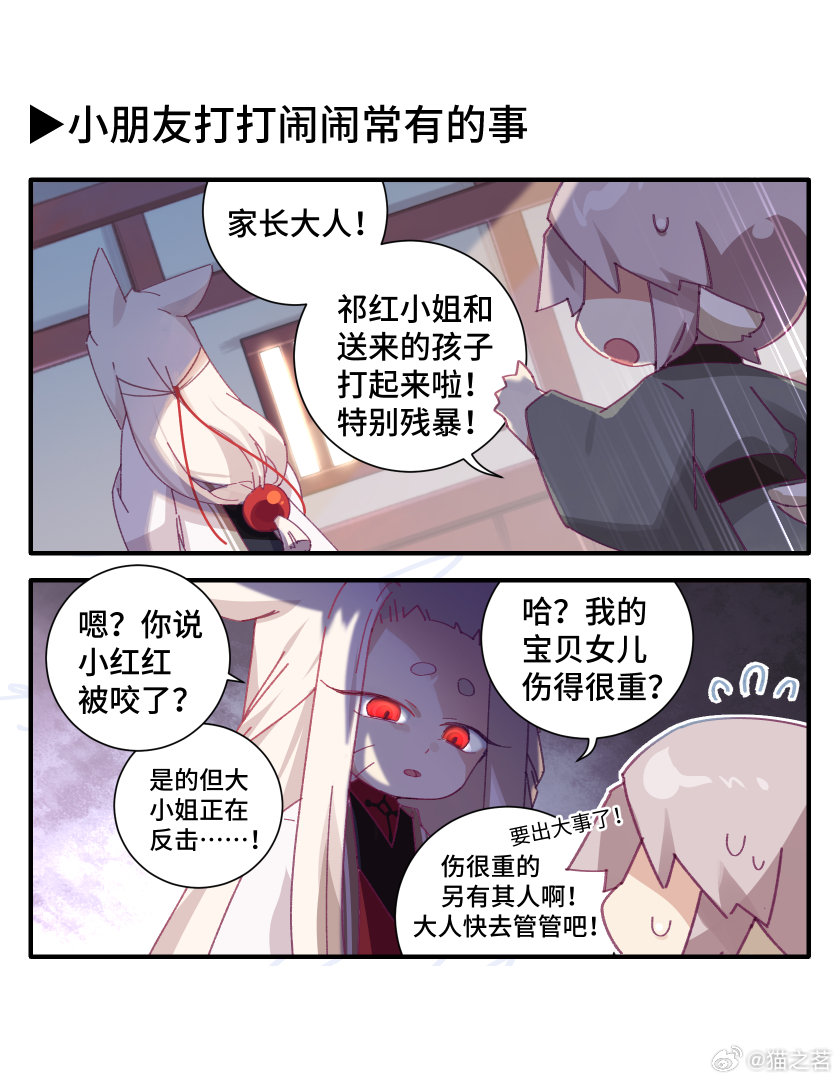 ▶小朋友打打闹闹常有的事
家长大人！
祁红小姐和
送来的孩子
打起来啦！
特别残暴！
嗯？你说
小红红
被咬了？
是的但大
小姐正在
反击……！
哈？我的
宝贝女儿
伤得很重？
要出大事了！
伤很重的
另有其人啊！
大人快去管管吧！
@猫之茗